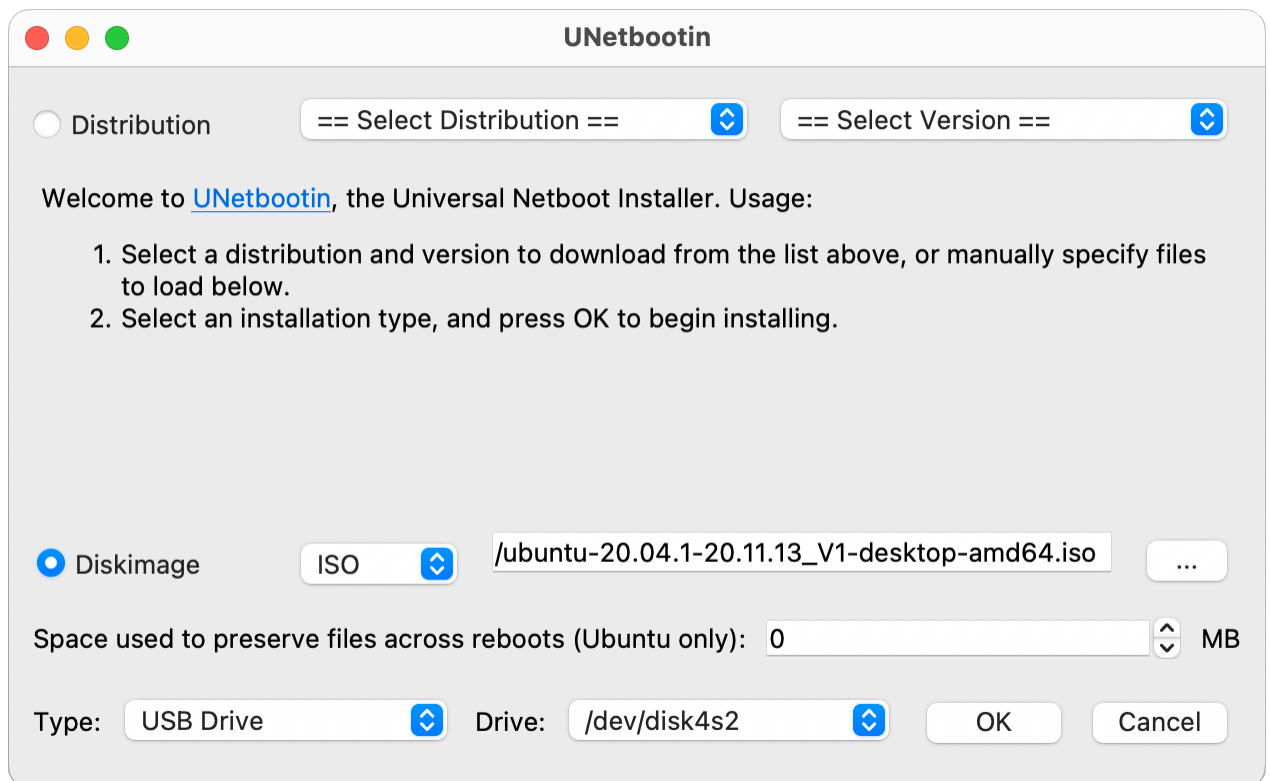 UNetbootin
Distribution
== Select Distribution ==
== Select Version ==
Welcome to UNetbootin, the Universal Netboot Installer. Usage:
1. Select a distribution and version to download from the list above, or manually specify files
to load below.
2. Select an installation type, and press OK to begin installing.
Diskimage
ISO
/ubuntu-20.04.1-20.11.13_V1-desktop-amd64.iso
...
Space used to preserve files across reboots (Ubuntu only):
0
MB
Type:
USB Drive
Drive:
/dev/disk4s2
OK
Cancel